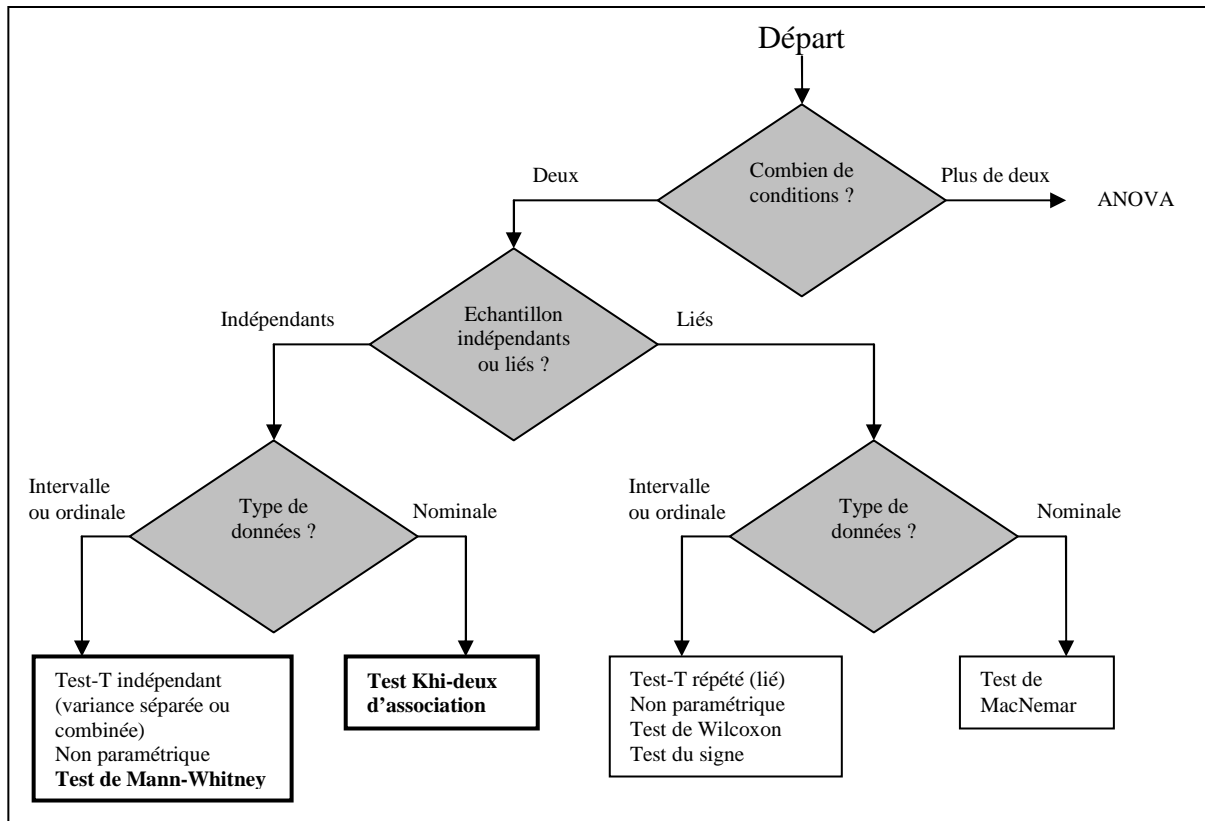 Départ
Combien de
conditions ?
Deux
Plus de deux
ANOVA
Echantillon
indépendants
ou liés ?
Indépendants
Liés
Type de
données ?
Intervalle
ou ordinale
Nominale
Type de
données ?
Intervalle
ou ordinale
Nominale
Test-T indépendant
(variance séparée ou
combinée)
Non paramétrique
Test de Mann-Whitney
Test Khi-deux
d’association
Test-T répété (lié)
Non paramétrique
Test de Wilcoxon
Test du signe
Test de
MacNemar